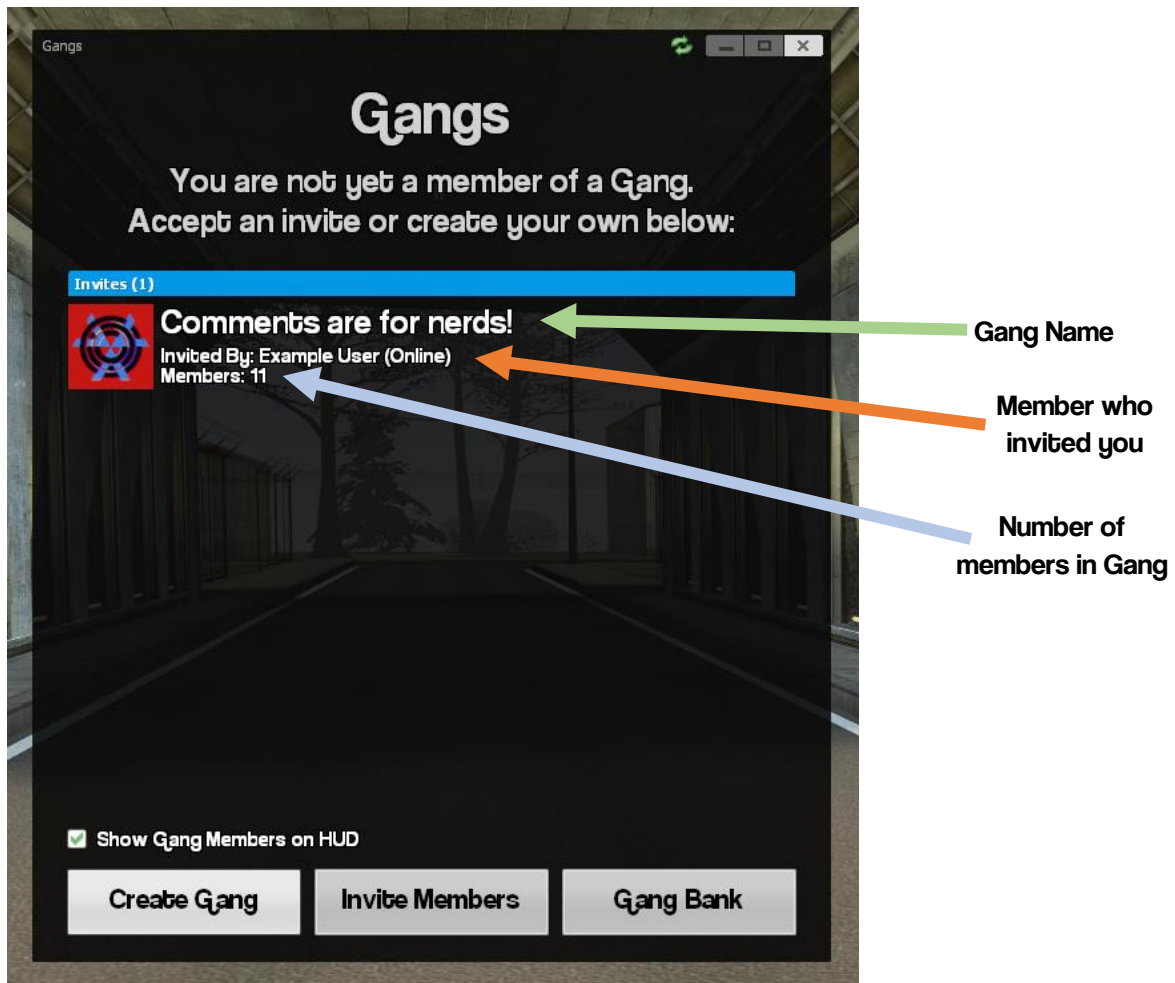 Gangs
Gangs
You are not yet a member of a Gang.
Accept an invite or create your own below:
Invites (1)
Comments are for nerds!
Invited By: Example User (Online)
Members: 11
Gang Name
Member who
invited you
Number of
members in Gang
Show Gang Members on HUD
Create Gang
Invite Members
Gang Bank